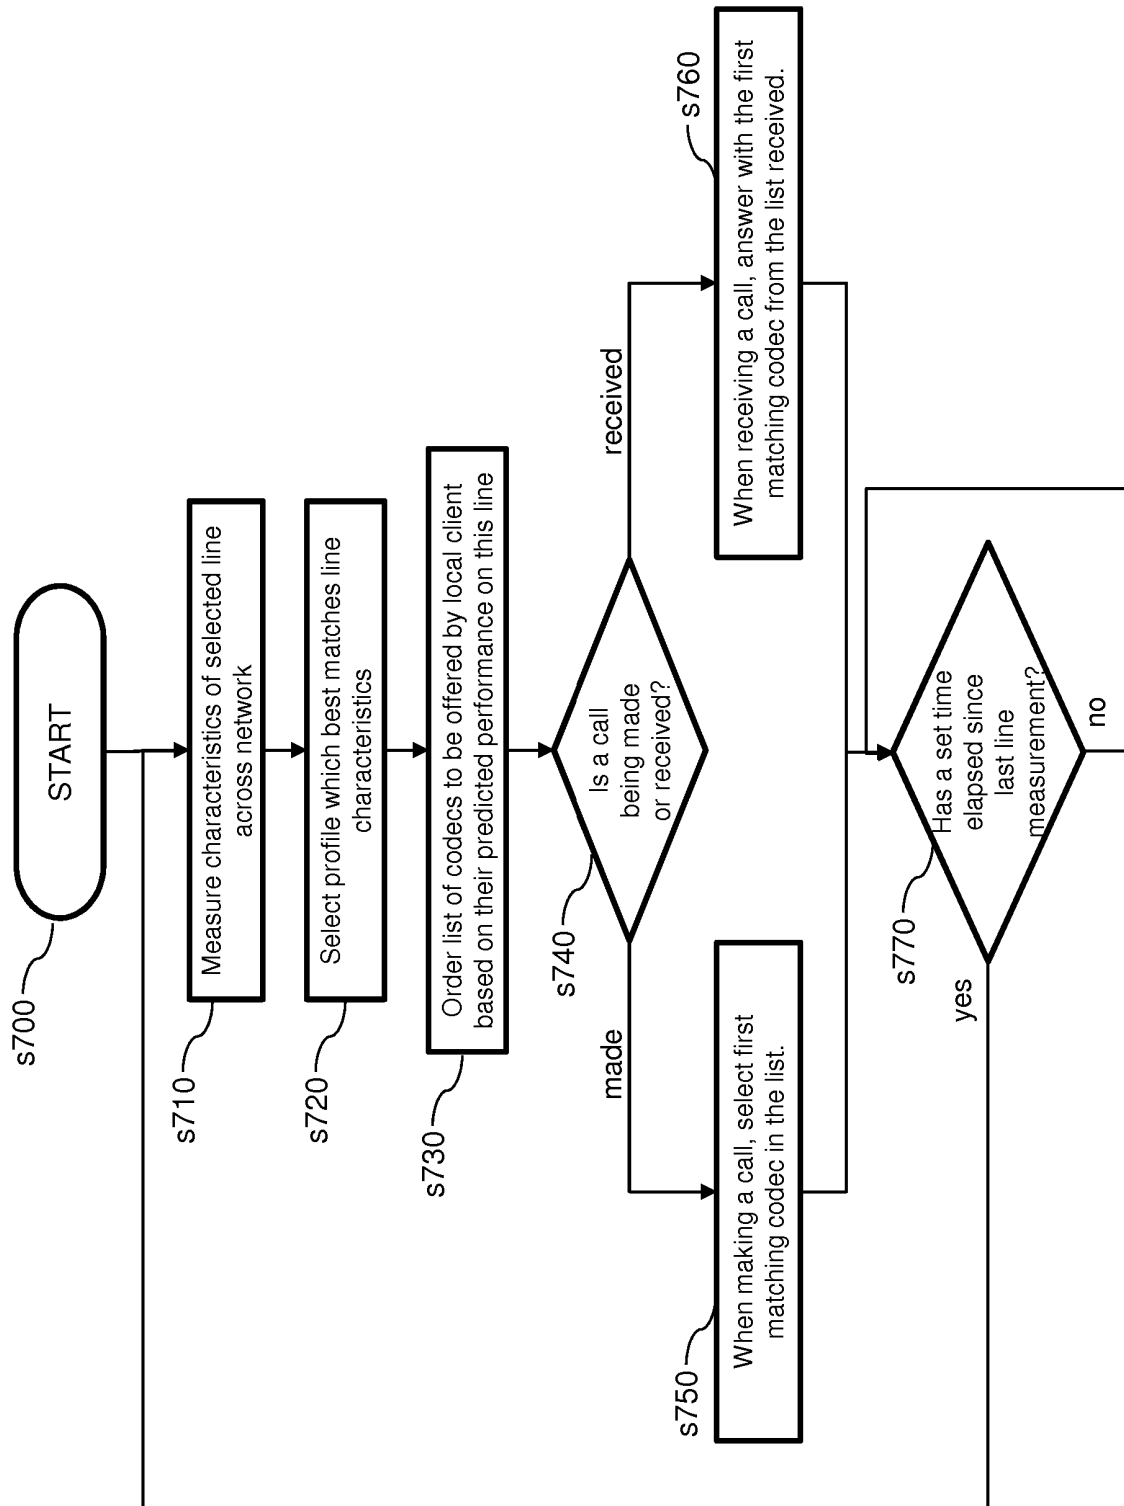 s700
START
s710
Measure characteristics of selected line
across network
s720
Select profile which best matches line
characteristics
s730
Order list of codecs to be offered by local client
based on their predicted performance on this line
s740
Is a call
being made
or received?
made
received
s750
When making a call, select first
matching codec in the list.
s760
When receiving a call, answer with the first
matching codec from the list received.
s770
Has a set time
elapsed since
last line
measurement?
yes
no